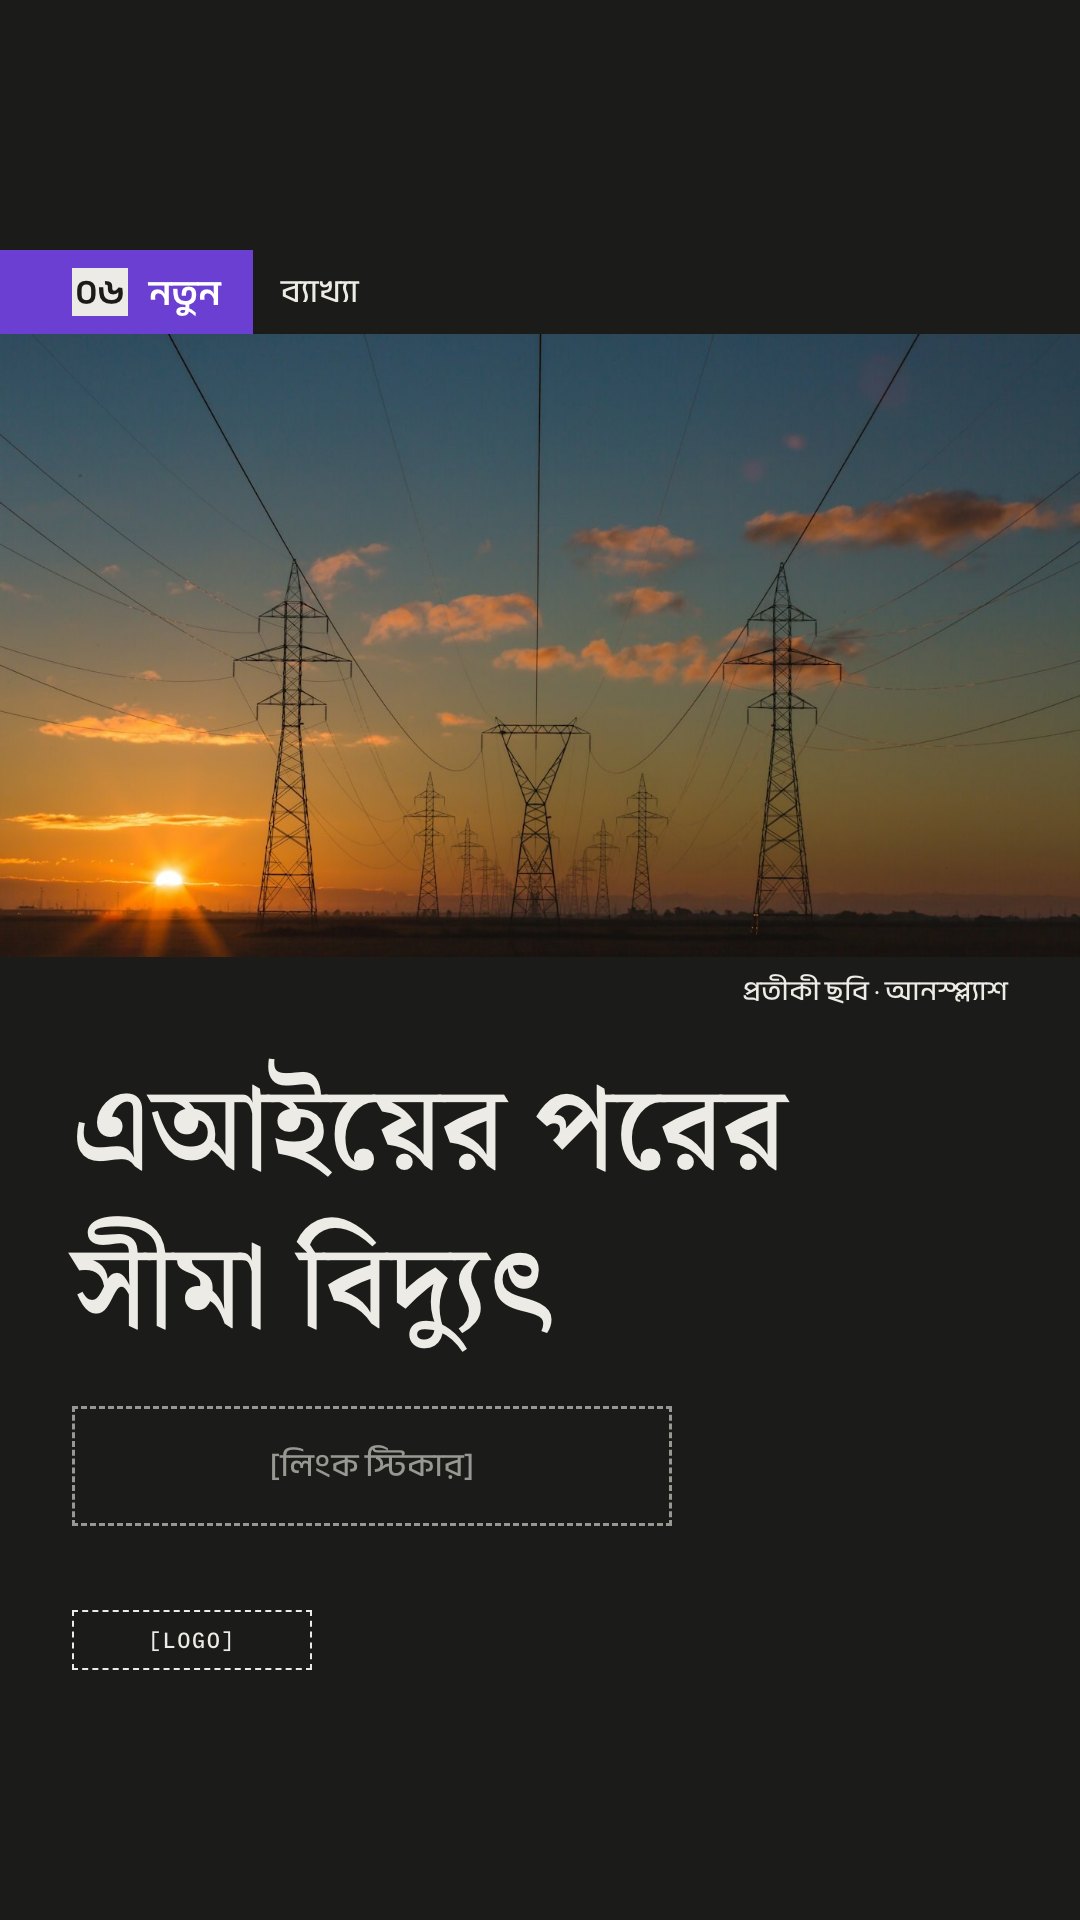 ০৬ নতুন ব্যাখ্যা
প্রতীকী ছবি · আনস্প্ল্যাশ
এআইয়ের পরের
সীমা বিদ্যুৎ
[লিংক স্টিকার]
[LOGO]